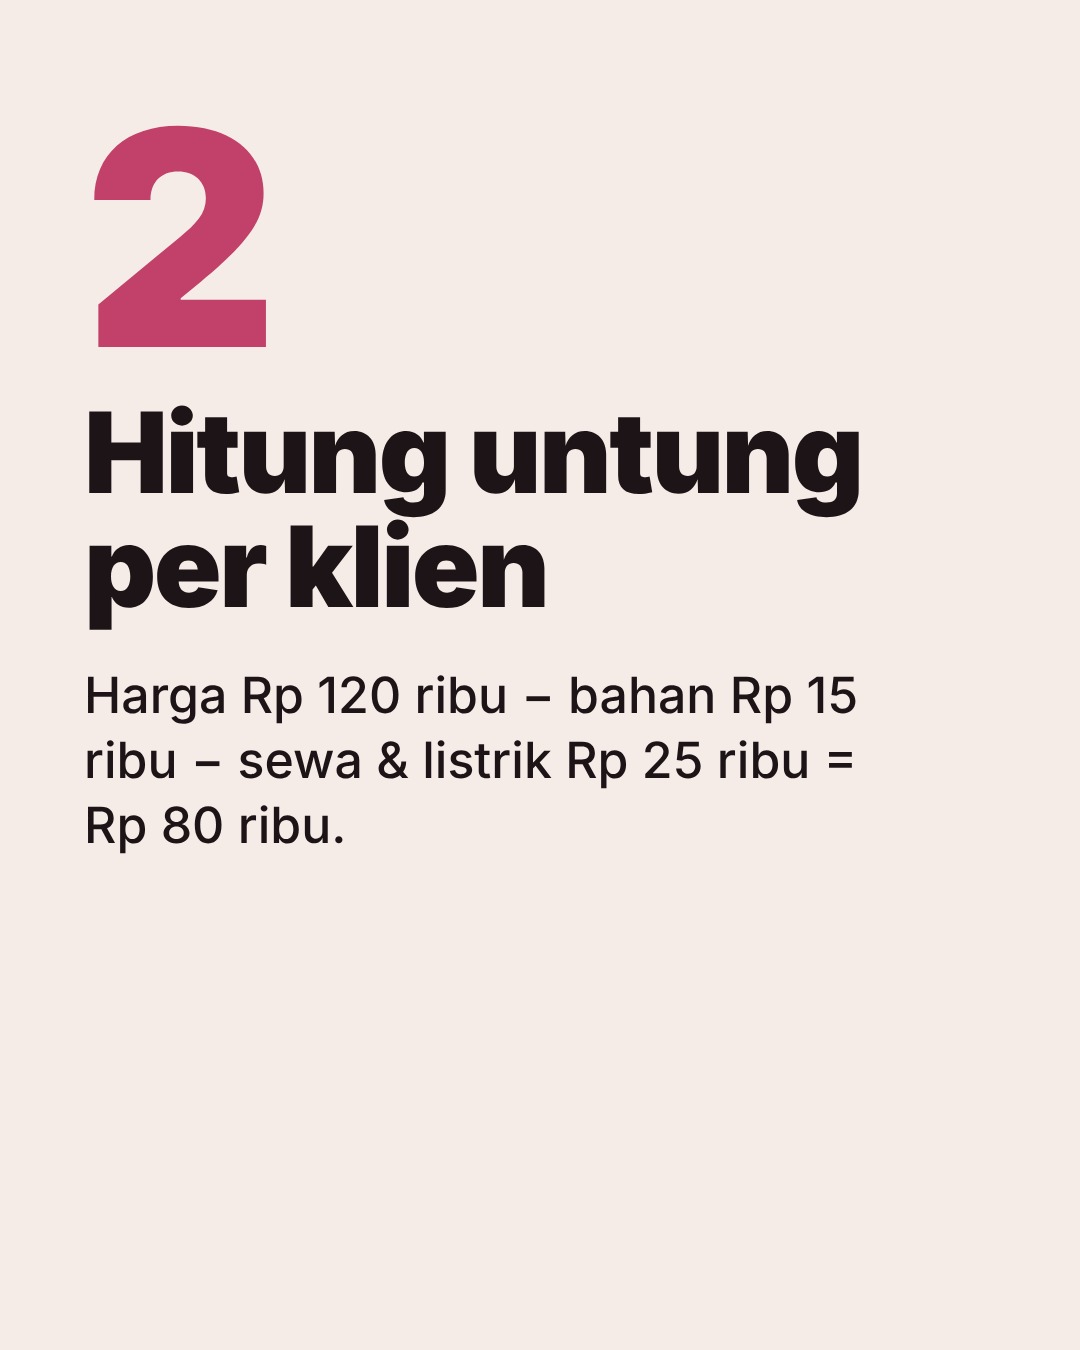 2
Hitung untung
per klien
Harga Rp 120 ribu – bahan Rp 15
ribu – sewa & listrik Rp 25 ribu =
Rp 80 ribu.